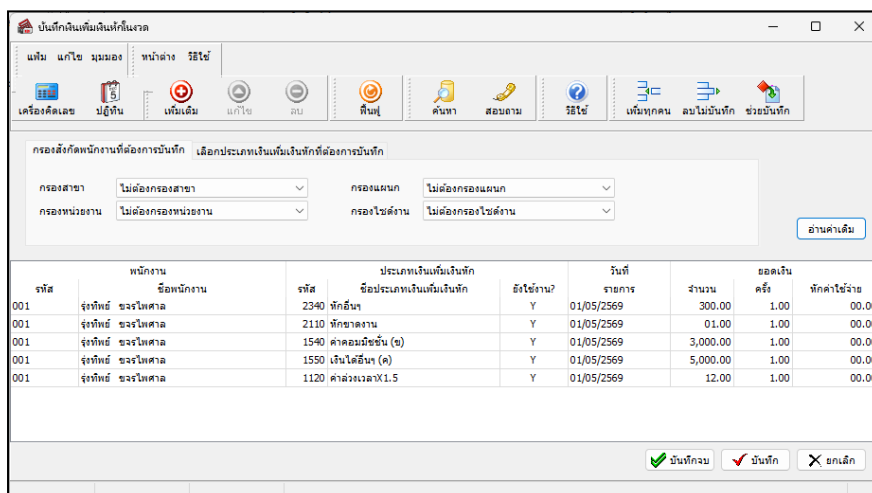 บันทึกเงินเพิ่มเงินหักในงวด
แฟ้ม แก้ไข มุมมอง หน้าต่าง วิธีใช้
เครื่องคิดเลข ปฏิทิน เพิ่มเติม แก้ไข ลบ ฟื้นฟู ค้นหา สอบถาม วิธีใช้ เพิ่มทุกคน ลบไม่บันทึก ช่วยบันทึก
กรองสังกัดพนักงานที่ต้องการบันทึก เลือกประเภทเงินเพิ่มเงินหักที่ต้องการบันทึก
กรองสาขา ไม่ต้องกรองสาขา กรองแผนก ไม่ต้องกรองแผนก
กรองหน่วยงาน ไม่ต้องกรองหน่วยงาน กรองไซด์งาน ไม่ต้องกรองไซด์งาน
อ่านค่าเดิม
พนักงาน ประเภทเงินเพิ่มเงินหัก วันที่ ยอดเงิน
รหัส ชื่อพนักงาน รหัส ชื่อประเภทเงินเพิ่มเงินหัก ยังใช้งาน? รายการ จำนวน ครั้ง หักค่าใช้จ่าย
001 รุ่งทิพย์ ขจรไพศาล 2340 หักอื่นๆ Y 01/05/2569 300.00 1.00 00.0
001 รุ่งทิพย์ ขจรไพศาล 2110 หักขาดงาน Y 01/05/2569 01.00 1.00 00.0
001 รุ่งทิพย์ ขจรไพศาล 1540 ค่าคอมมิชชั่น (ข) Y 01/05/2569 3,000.00 1.00 00.0
001 รุ่งทิพย์ ขจรไพศาล 1550 เงินได้อื่นๆ (ค) Y 01/05/2569 5,000.00 1.00 00.0
001 รุ่งทิพย์ ขจรไพศาล 1120 ค่าล่วงเวลาX1.5 Y 01/05/2569 12.00 1.00 00.0
บันทึกจบ บันทึก ยกเลิก